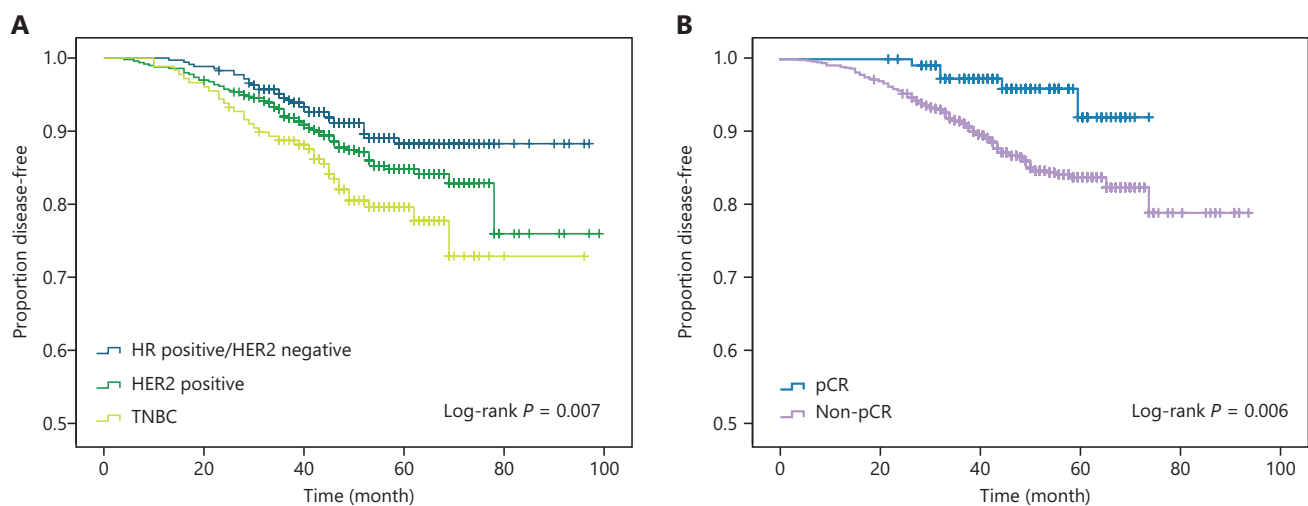 A
1.0
0.9
0.8
0.7
0.6
0.5
Proportion disease-free
HR positive/HER2 negative
HER2 positive
TNBC
Log-rank P = 0.007
0 20 40 60 80 100
Time (month)
B
1.0
0.9
0.8
0.7
0.6
0.5
Proportion disease-free
pCR
Non-pCR
Log-rank P = 0.006
0 20 40 60 80 100
Time (month)